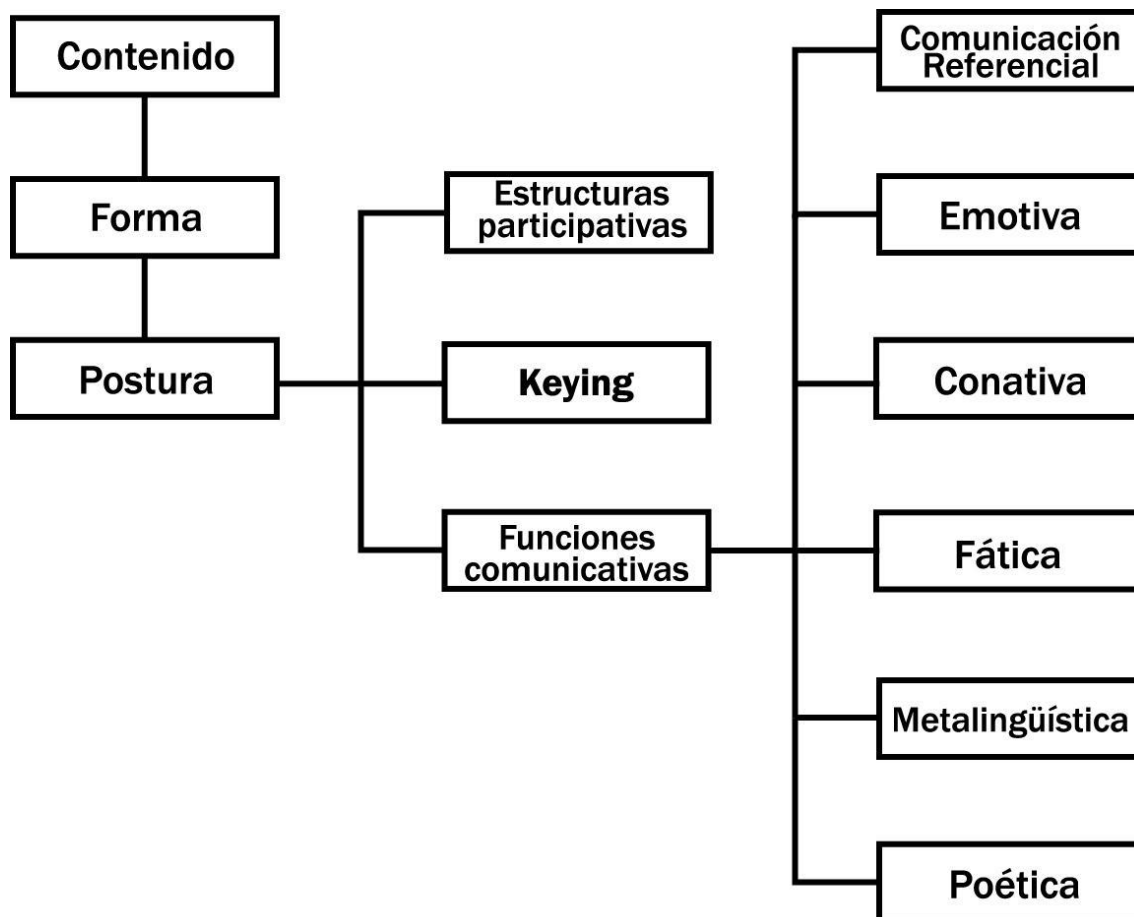 Contenido
Forma
Postura
Estructuras
participativas
Keying
Funciones
comunicativas
Comunicación
Referencial
Emotiva
Conativa
Fática
Metalingüística
Poética